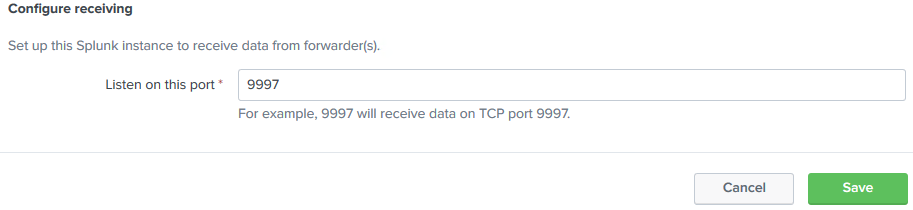 Configure receiving
Set up this Splunk instance to receive data from forwarder(s).
Listen on this port *
9997
For example, 9997 will receive data on TCP port 9997.
Cancel
Save